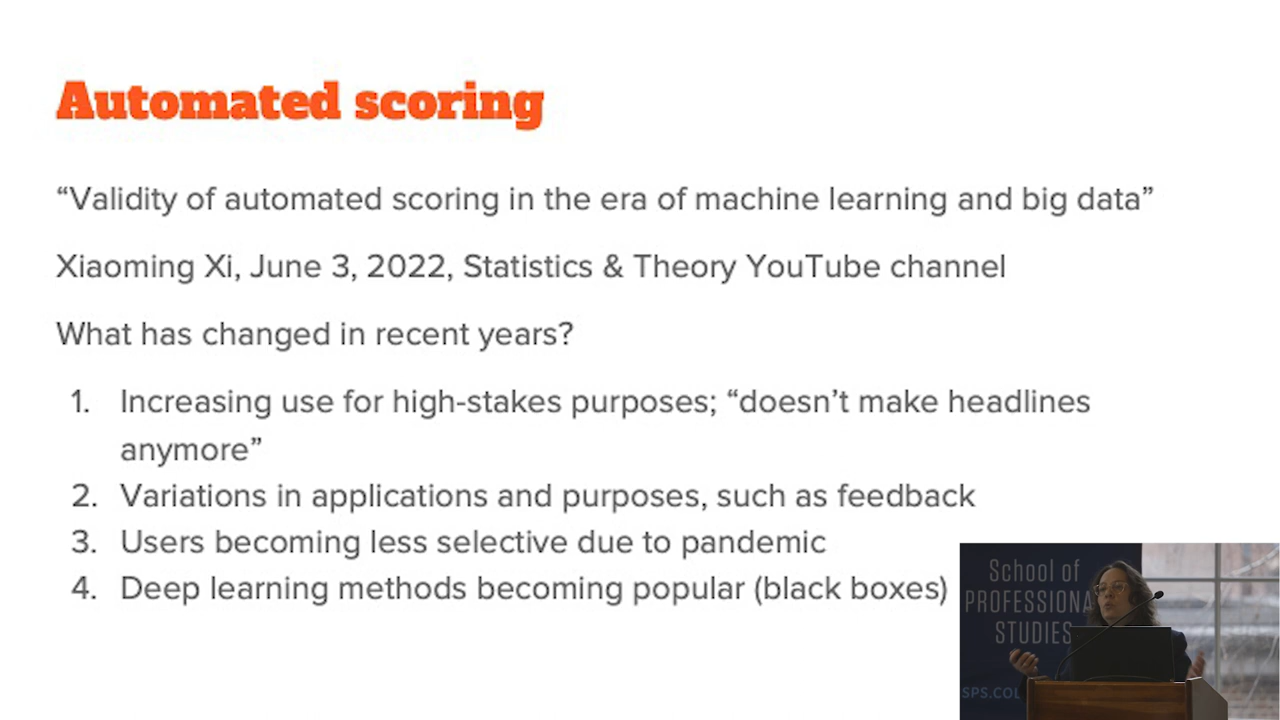 Automated scoring
“Validity of automated scoring in the era of machine learning and big data”
Xiaoming Xi, June 3, 2022, Statistics & Theory YouTube channel
What has changed in recent years?
1. Increasing use for high-stakes purposes; “doesn’t make headlines
anymore”
2. Variations in applications and purposes, such as feedback
3. Users becoming less selective due to pandemic
4. Deep learning methods becoming popular (black boxes)
School of
PROFESSIONA
STUDIES
SPS.COL